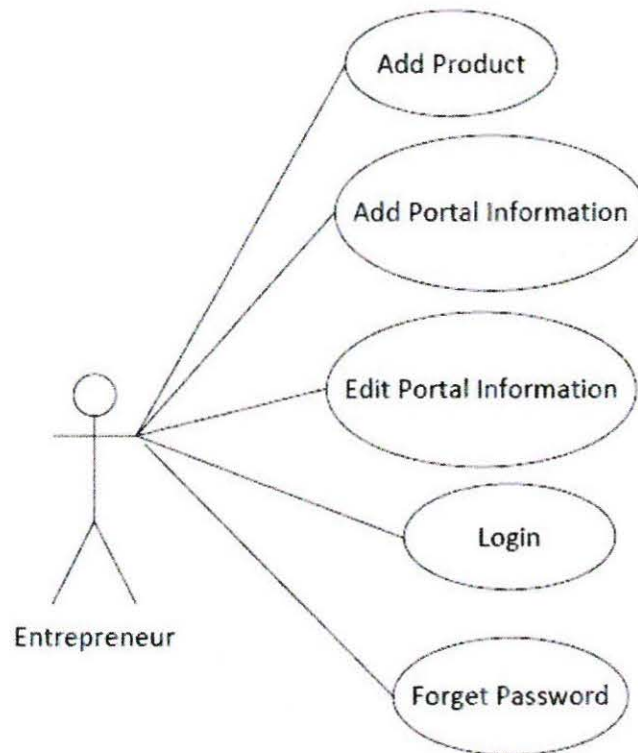 Add Product
Add Portal Information
Edit Portal Information
Login
Entrepreneur
Forget Password